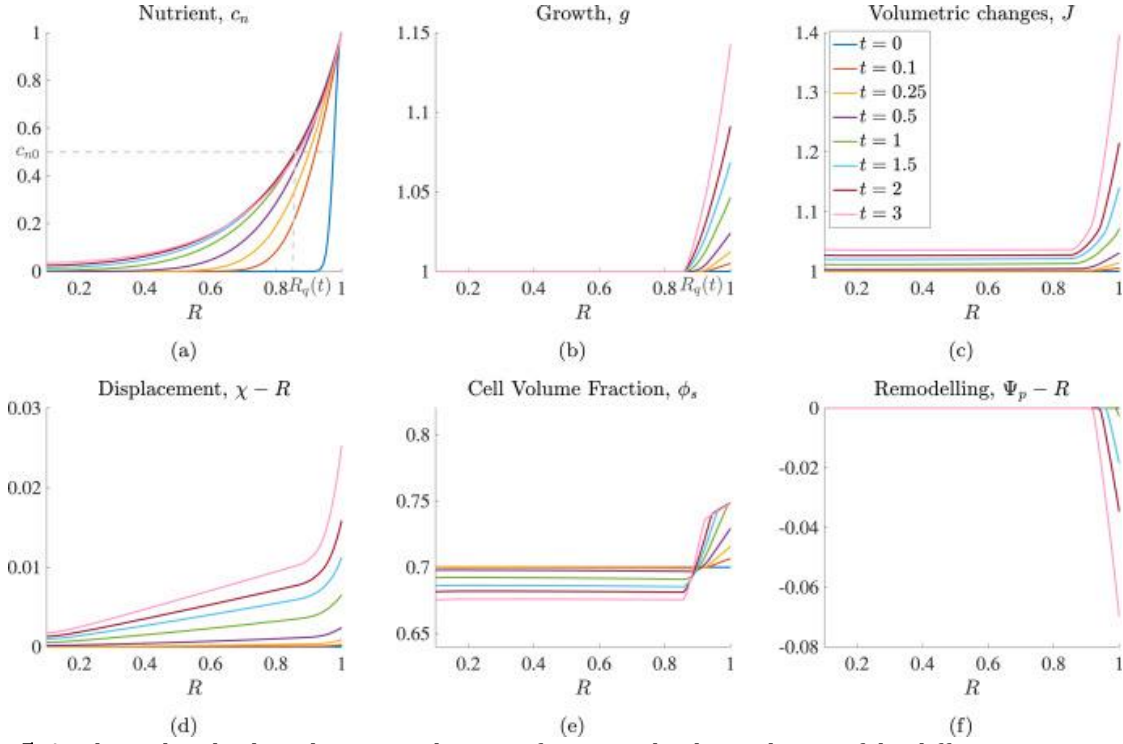 Nutrient, cₙ
1
0.8
0.6
cₙ₀
0.4
0.2
0
0.2 0.4 0.6 0.8 R_q(t) 1
R
(a)
Growth, g
1.15
1.1
1.05
1
0.2 0.4 0.6 0.8 R_q(t) 1
R
(b)
Volumetric changes, J
1.4
1.3
1.2
1.1
1
t = 0
t = 0.1
t = 0.25
t = 0.5
t = 1
t = 1.5
t = 2
t = 3
0.2 0.4 0.6 0.8 1
R
(c)
Displacement, χ − R
0.03
0.02
0.01
0
0.2 0.4 0.6 0.8 1
R
(d)
Cell Volume Fraction, ϕₛ
0.8
0.75
0.7
0.65
0.2 0.4 0.6 0.8 1
R
(e)
Remodelling, Ψₚ − R
0
-0.02
-0.04
-0.06
-0.08
0.2 0.4 0.6 0.8 1
R
(f)